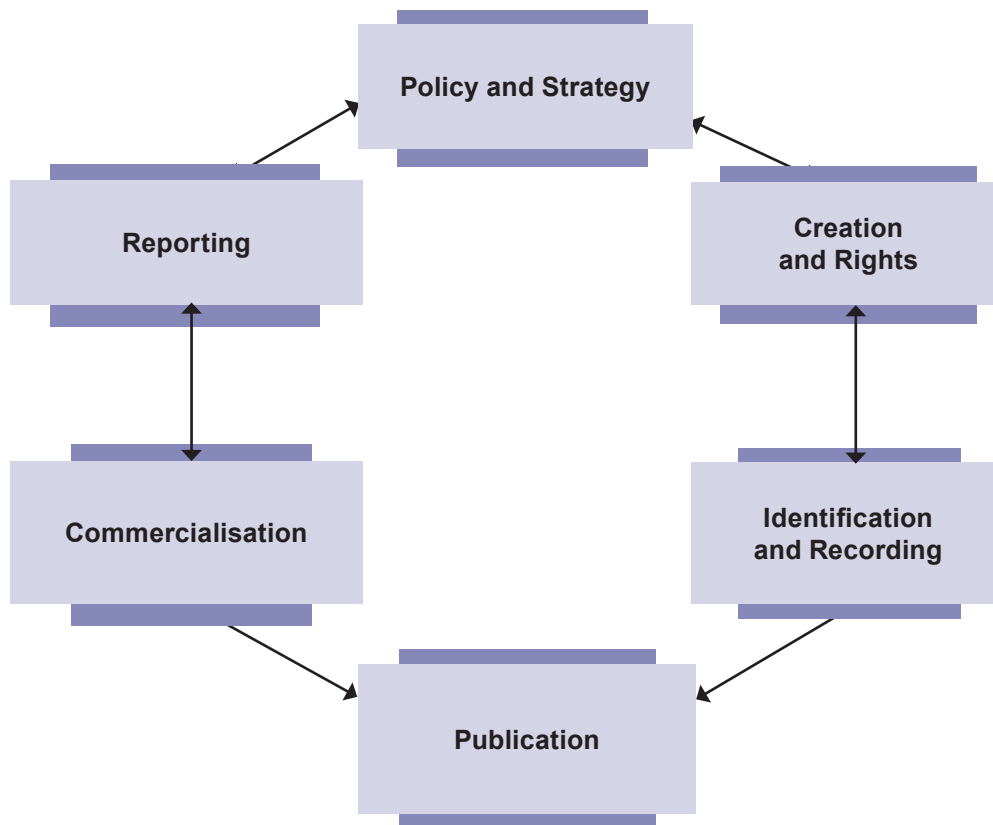 Policy and Strategy
Reporting
Creation
and Rights
Commercialisation
Identification
and Recording
Publication